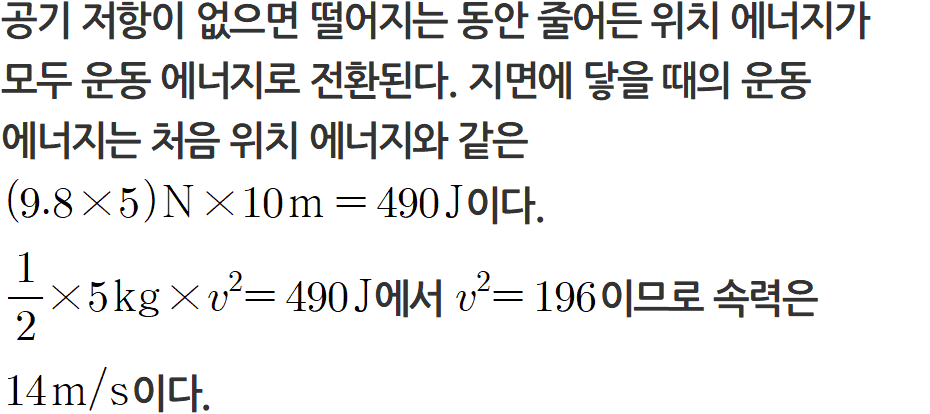 공기 저항이 없으면 떨어지는 동안 줄어든 위치 에너지가
모두 운동 에너지로 전환된다. 지면에 닿을 때의 운동
에너지는 처음 위치 에너지와 같은
(9.8×5)N×10m=490J이다.
1/2×5kg×v²=490J에서 v²=196이므로 속력은
14m/s이다.